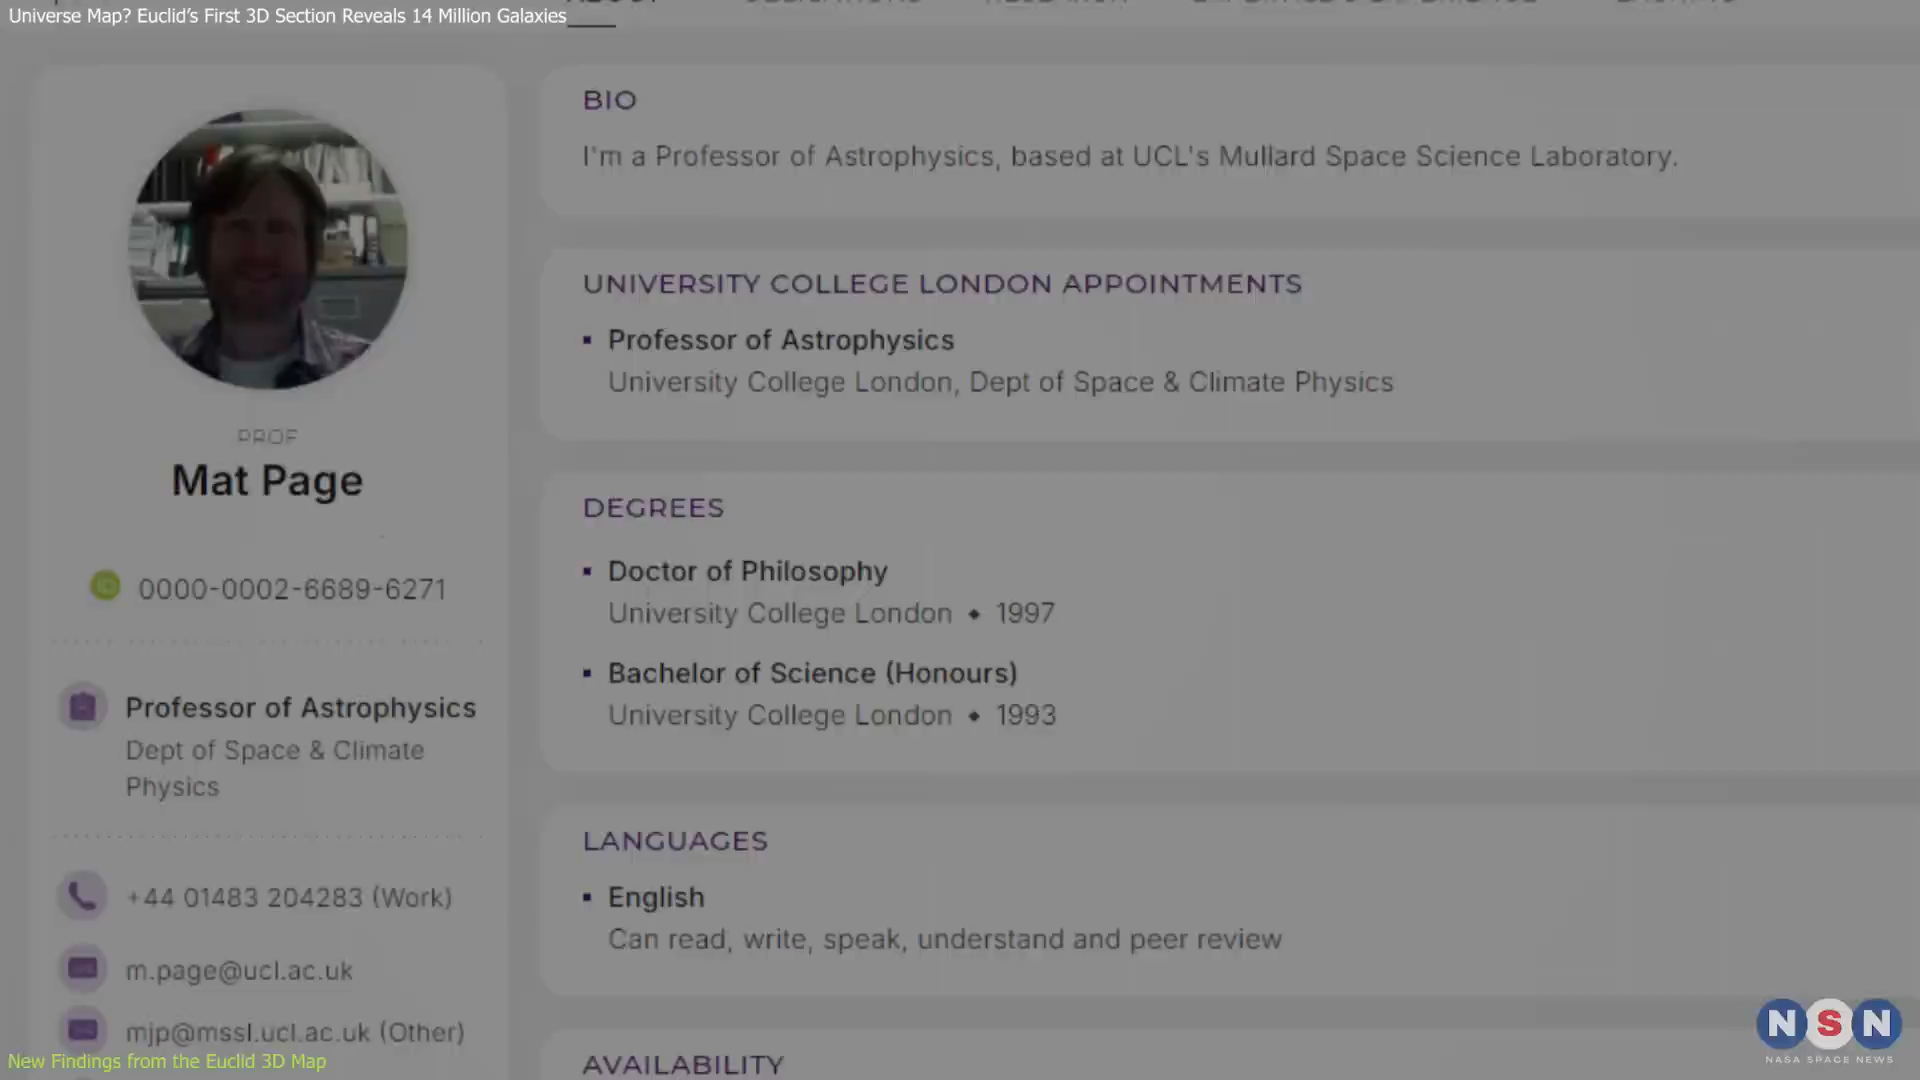 Universe Map? Euclid’s First 3D Section Reveals 14 Million Galaxies
PROF
Mat Page
0000-0002-6689-6271
Professor of Astrophysics
Dept of Space & Climate
Physics
+44 01483 204283 (Work)
m.page@ucl.ac.uk
mjp@mssl.ucl.ac.uk (Other)
BIO
I'm a Professor of Astrophysics, based at UCL's Mullard Space Science Laboratory.
UNIVERSITY COLLEGE LONDON APPOINTMENTS
▪ Professor of Astrophysics
University College London, Dept of Space & Climate Physics
DEGREES
▪ Doctor of Philosophy
University College London ◆ 1997
▪ Bachelor of Science (Honours)
University College London ◆ 1993
LANGUAGES
▪ English
Can read, write, speak, understand and peer review
AVAILABILITY
New Findings from the Euclid 3D Map
NSN
NASA SPACE NEWS